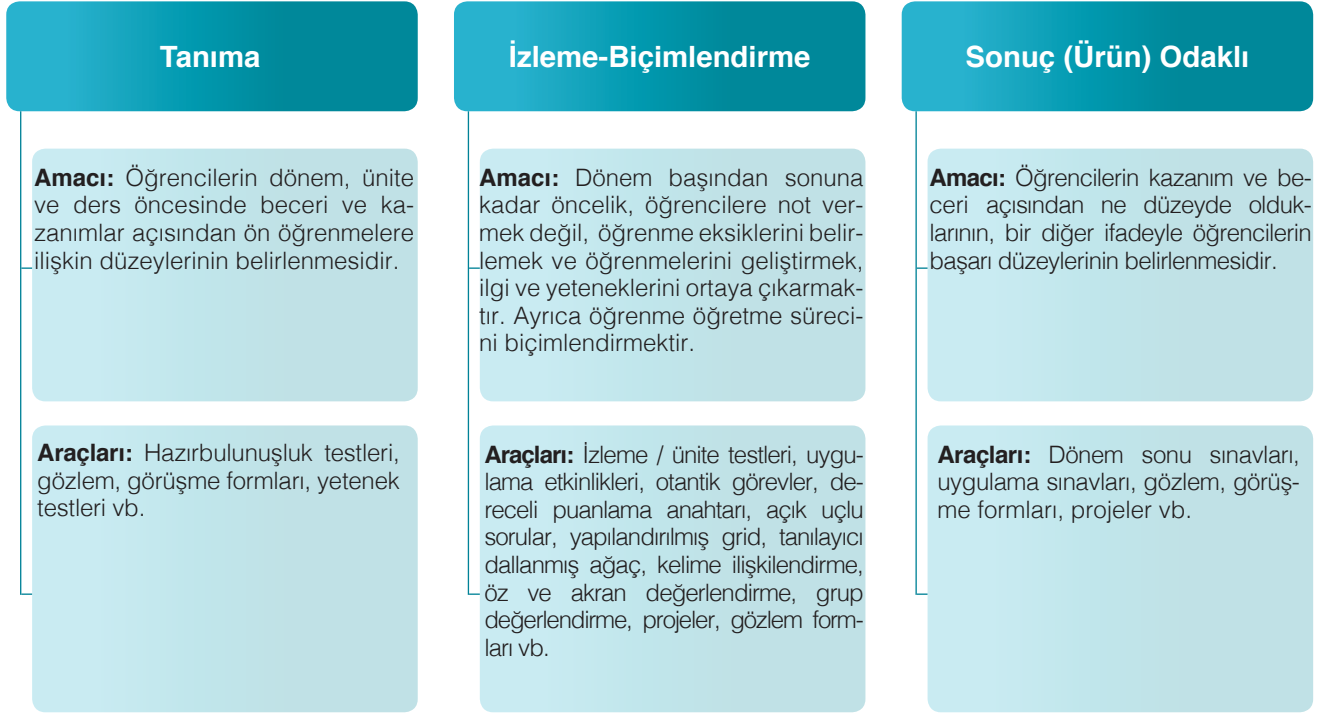 Tanıma
Amacı: Öğrencilerin dönem, ünite
ve ders öncesinde beceri ve ka-
zanımlar açısından ön öğrenmelere
ilişkin düzeylerinin belirlenmesidir.
Araçları: Hazırbulunuşluk testleri,
gözlem, görüşme formları, yetenek
testleri vb.
İzleme-Biçimlendirme
Amacı: Dönem başından sonuna
kadar öncelik, öğrencilere not ver-
mek değil, öğrenme eksiklerini belir-
lemek ve öğrenmelerini geliştirmek,
ilgi ve yeteneklerini ortaya çıkarmak-
tır. Ayrıca öğrenme öğretme süreci-
ni biçimlendirmektir.
Araçları: İzleme / ünite testleri, uygu-
lama etkinlikleri, otantik görevler, de-
receli puanlama anahtarı, açık uçlu
sorular, yapılandırılmış grid, tanılayıcı
dallanmış ağaç, kelime ilişkilendirme,
öz ve akran değerlendirme, grup
değerlendirme, projeler, gözlem form-
ları vb.
Sonuç (Ürün) Odaklı
Amacı: Öğrencilerin kazanım ve be-
ceri açısından ne düzeyde olduk-
larının, bir diğer ifadeyle öğrencilerin
başarı düzeylerinin belirlenmesidir.
Araçları: Dönem sonu sınavları,
uygulama sınavları, gözlem, görüş-
me formları, projeler vb.